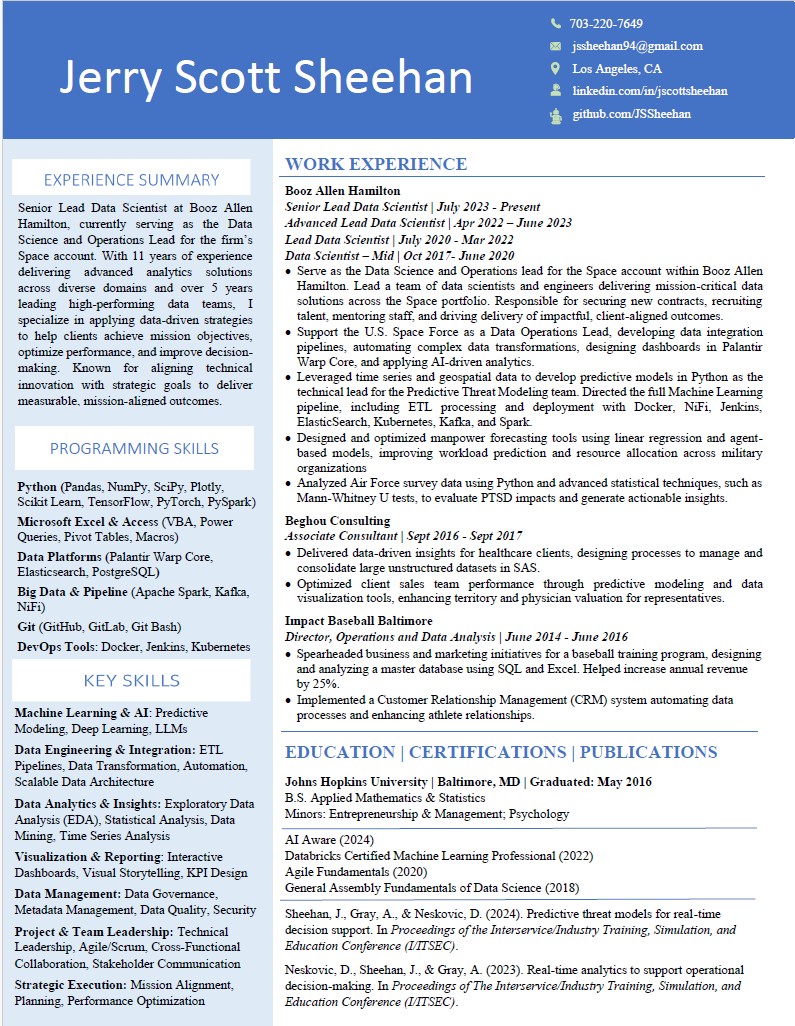 Jerry Scott Sheehan
703-220-7649
jssheehan94@gmail.com
Los Angeles, CA
linkedin.com/in/jscottsheehan
github.com/JSSheehan
EXPERIENCE SUMMARY
Senior Lead Data Scientist at Booz Allen
Hamilton, currently serving as the Data
Science and Operations Lead for the firm's
Space account. With 11 years of experience
delivering advanced analytics solutions
across diverse domains and over 5 years
leading high-performing data teams, I
specialize in applying data-driven strategies
to help clients achieve mission objectives,
optimize performance, and improve decision-
making. Known for aligning technical
innovation with strategic goals to deliver
measurable, mission-aligned outcomes.
PROGRAMMING SKILLS
Python (Pandas, NumPy, SciPy, Plotly,
Scikit Learn, TensorFlow, PyTorch, PySpark)
Microsoft Excel & Access (VBA, Power
Queries, Pivot Tables, Macros)
Data Platforms (Palantir Warp Core,
Elasticsearch, PostgreSQL)
Big Data & Pipeline (Apache Spark, Kafka,
NiFi)
Git (GitHub, GitLab, Git Bash)
DevOps Tools: Docker, Jenkins, Kubernetes
KEY SKILLS
Machine Learning & AI: Predictive
Modeling, Deep Learning, LLMs
Data Engineering & Integration: ETL
Pipelines, Data Transformation, Automation,
Scalable Data Architecture
Data Analytics & Insights: Exploratory Data
Analysis (EDA), Statistical Analysis, Data
Mining, Time Series Analysis
Visualization & Reporting: Interactive
Dashboards, Visual Storytelling, KPI Design
Data Management: Data Governance,
Metadata Management, Data Quality, Security
Project & Team Leadership: Technical
Leadership, Agile/Scrum, Cross-Functional
Collaboration, Stakeholder Communication
Strategic Execution: Mission Alignment,
Planning, Performance Optimization
WORK EXPERIENCE
Booz Allen Hamilton
Senior Lead Data Scientist | July 2023 - Present
Advanced Lead Data Scientist | Apr 2022 – June 2023
Lead Data Scientist | July 2020 - Mar 2022
Data Scientist – Mid | Oct 2017- June 2020
• Serve as the Data Science and Operations lead for the Space account within Booz Allen
Hamilton. Lead a team of data scientists and engineers delivering mission-critical data
solutions across the Space portfolio. Responsible for securing new contracts, recruiting
talent, mentoring staff, and driving delivery of impactful, client-aligned outcomes.
• Support the U.S. Space Force as a Data Operations Lead, developing data integration
pipelines, automating complex data transformations, designing dashboards in Palantir
Warp Core, and applying AI-driven analytics.
• Leveraged time series and geospatial data to develop predictive models in Python as the
technical lead for the Predictive Threat Modeling team. Directed the full Machine Learning
pipeline, including ETL processing and deployment with Docker, NiFi, Jenkins,
ElasticSearch, Kubernetes, Kafka, and Spark.
• Designed and optimized manpower forecasting tools using linear regression and agent-
based models, improving workload prediction and resource allocation across military
organizations
• Analyzed Air Force survey data using Python and advanced statistical techniques, such as
Mann-Whitney U tests, to evaluate PTSD impacts and generate actionable insights.
Beghou Consulting
Associate Consultant | Sept 2016 - Sept 2017
• Delivered data-driven insights for healthcare clients, designing processes to manage and
consolidate large unstructured datasets in SAS.
• Optimized client sales team performance through predictive modeling and data
visualization tools, enhancing territory and physician valuation for representatives.
Impact Baseball Baltimore
Director, Operations and Data Analysis | June 2014 - June 2016
• Spearheaded business and marketing initiatives for a baseball training program, designing
and analyzing a master database using SQL and Excel. Helped increase annual revenue
by 25%.
• Implemented a Customer Relationship Management (CRM) system automating data
processes and enhancing athlete relationships.
EDUCATION | CERTIFICATIONS | PUBLICATIONS
Johns Hopkins University | Baltimore, MD | Graduated: May 2016
B.S. Applied Mathematics & Statistics
Minors: Entrepreneurship & Management; Psychology
AI Aware (2024)
Databricks Certified Machine Learning Professional (2022)
Agile Fundamentals (2020)
General Assembly Fundamentals of Data Science (2018)
Sheehan, J., Gray, A., & Neskovic, D. (2024). Predictive threat models for real-time
decision support. In Proceedings of the Interservice/Industry Training, Simulation, and
Education Conference (I/ITSEC).
Neskovic, D., Sheehan, J., & Gray, A. (2023). Real-time analytics to support operational
decision-making. In Proceedings of The Interservice/Industry Training, Simulation, and
Education Conference (I/ITSEC).